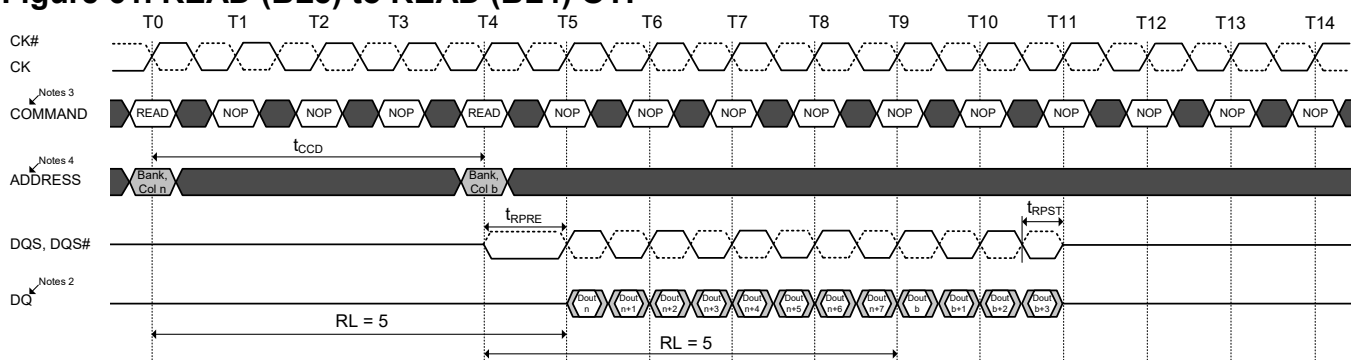 Figure READ (BL8) to READ (BL4) OTF
T0 T1 T2 T3 T4 T5 T6 T7 T8 T9 T10 T11 T12 T13 T14
CK#
CK
Notes 3
COMMAND
READ NOP NOP NOP READ NOP NOP NOP NOP NOP NOP NOP NOP NOP NOP
tCCD
Notes 4
ADDRESS
Bank, Col n
Bank, Col b
tRPRE
tRPST
DQS, DQS#
Notes 2
DQ
Dout n
Dout n+1
Dout n+2
Dout n+3
Dout n+4
Dout n+5
Dout n+6
Dout n+7
Dout b
Dout b+1
Dout b+2
Dout b+3
RL = 5
RL = 5